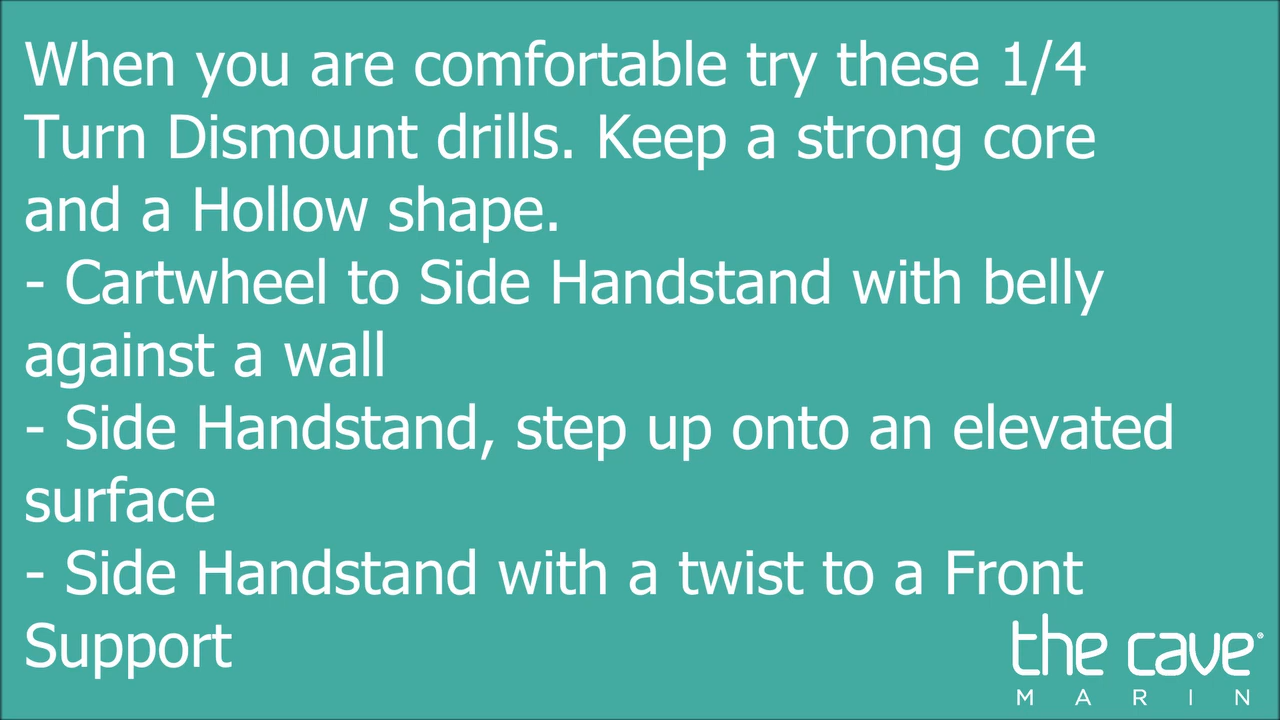 When you are comfortable try these 1/4
Turn Dismount drills. Keep a strong core
and a Hollow shape.
- Cartwheel to Side Handstand with belly
against a wall
- Side Handstand, step up onto an elevated
surface
- Side Handstand with a twist to a Front
Support
the cave®
MARIN